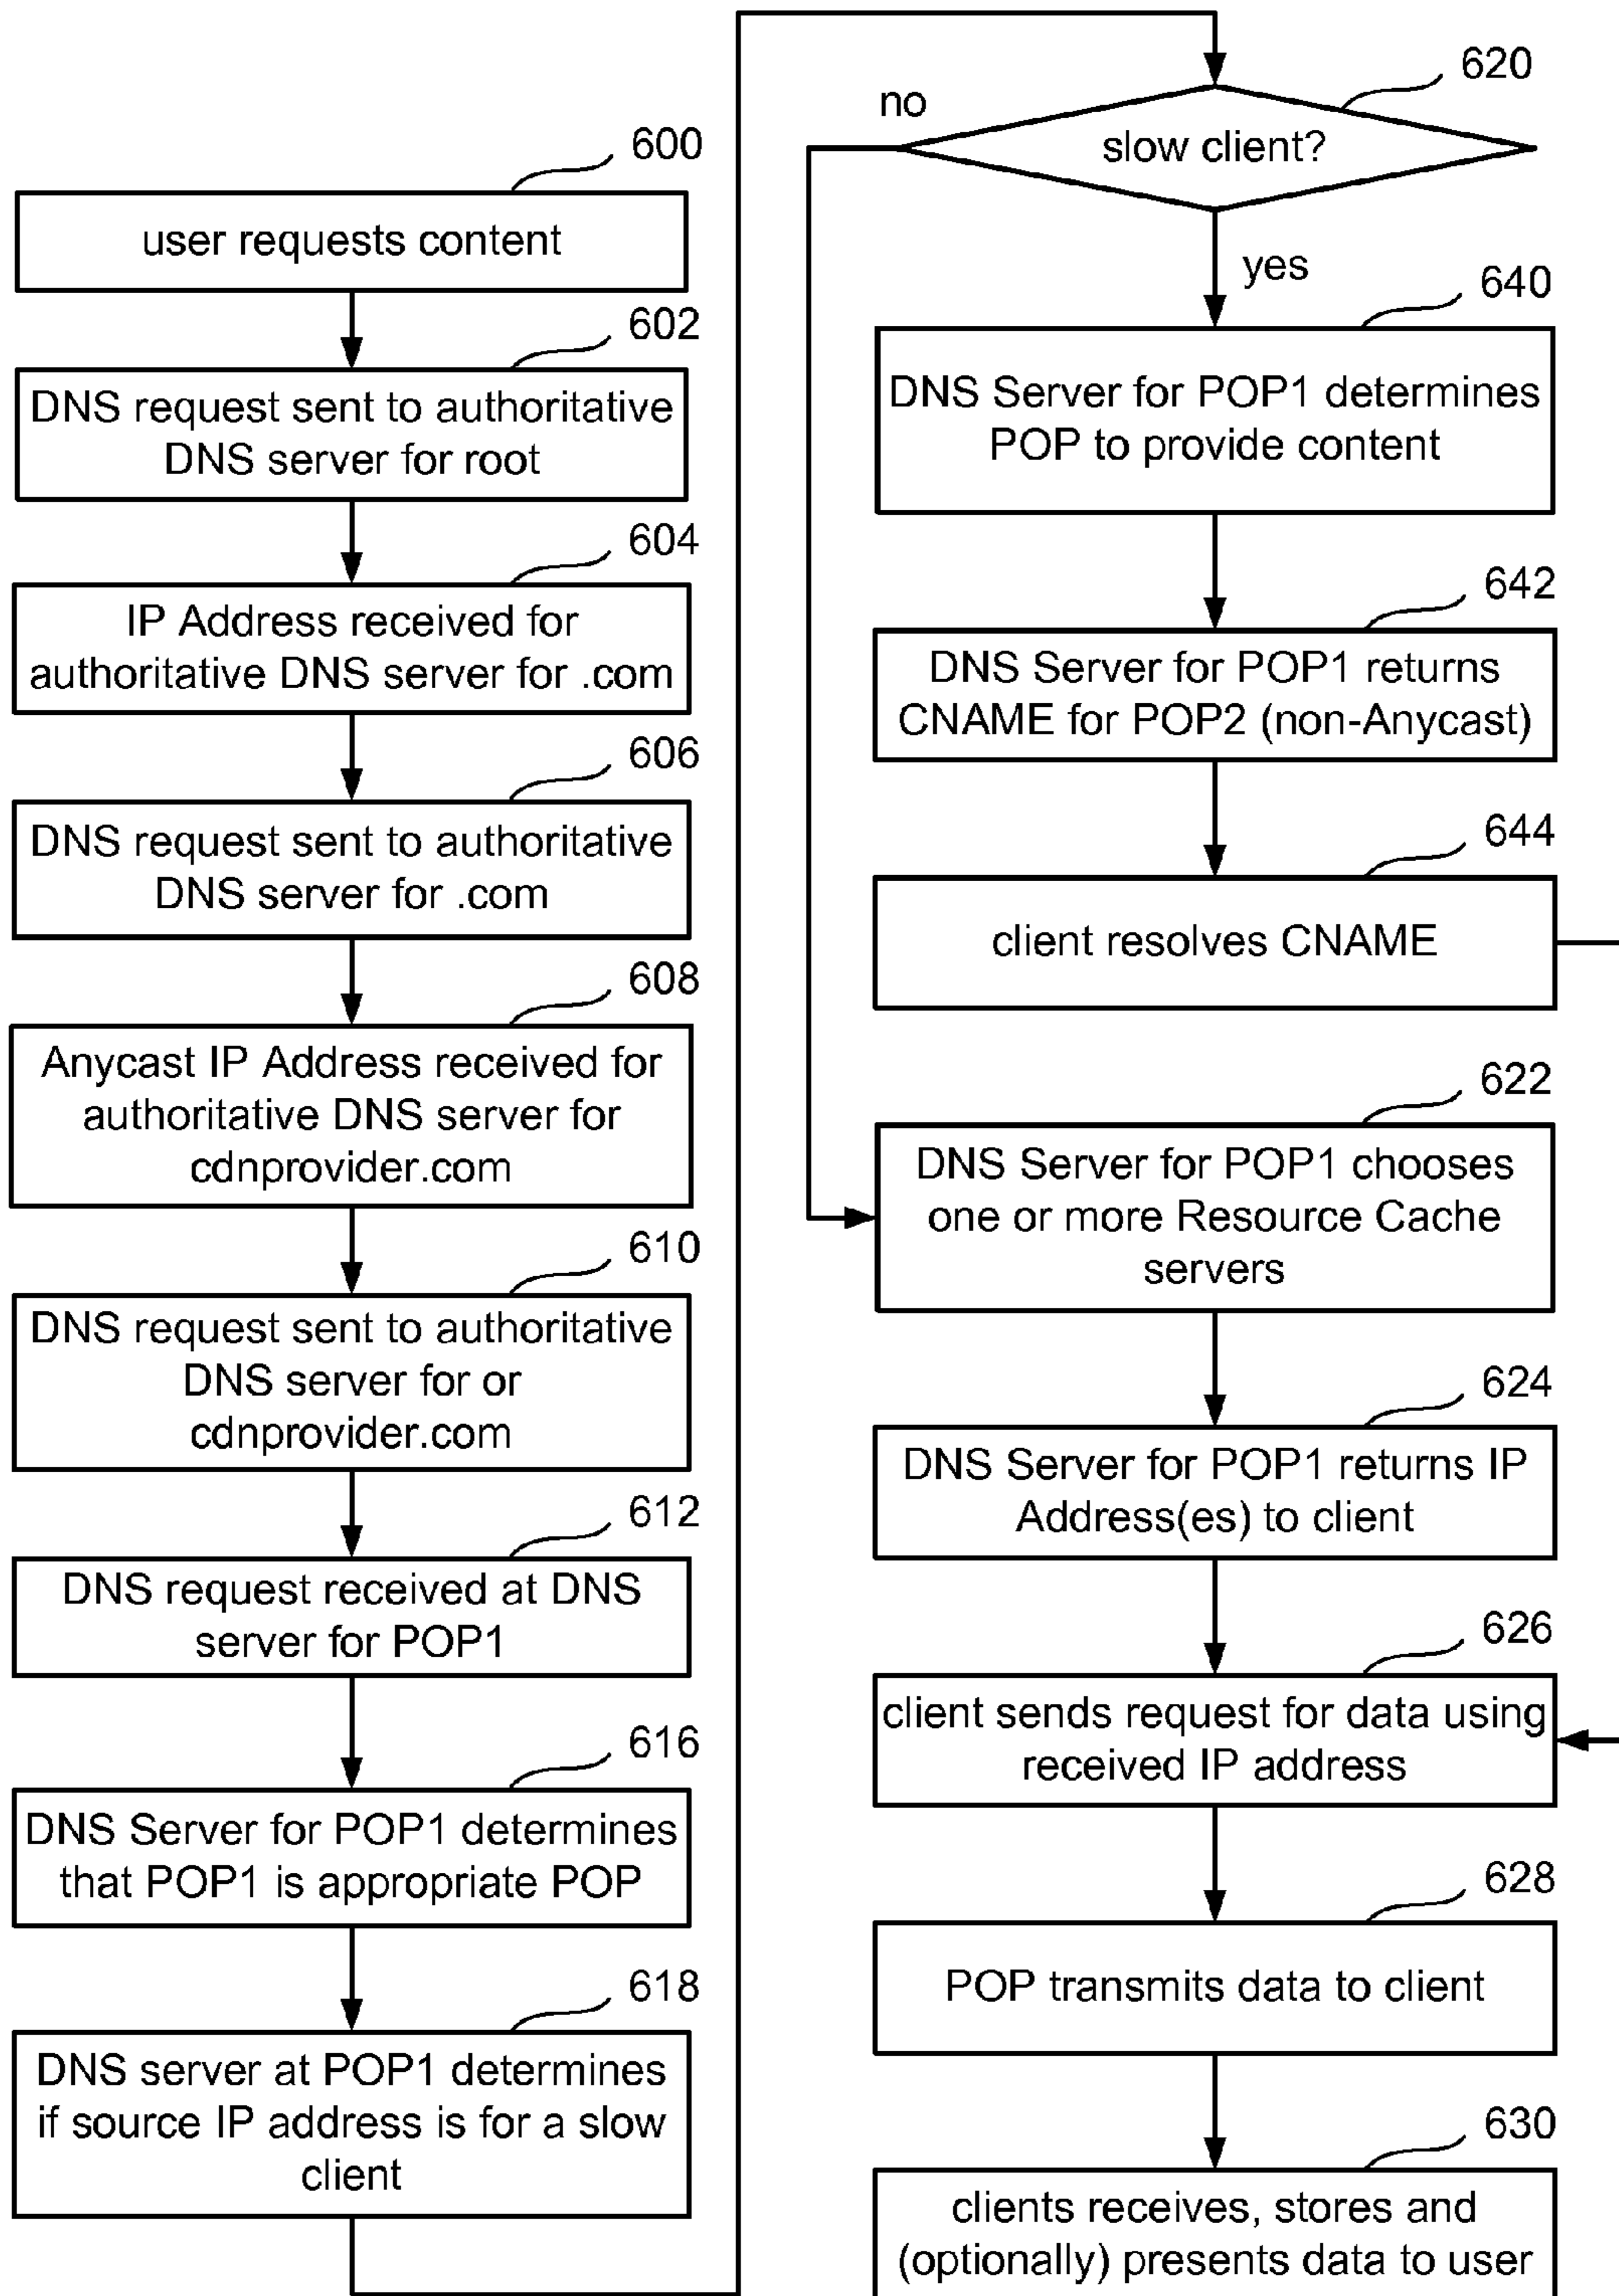 600
user requests content
602
DNS request sent to authoritative
DNS server for root
604
IP Address received for
authoritative DNS server for .com
606
DNS request sent to authoritative
DNS server for .com
608
Anycast IP Address received for
authoritative DNS server for
cdnprovider.com
610
DNS request sent to authoritative
DNS server for or
cdnprovider.com
612
DNS request received at DNS
server for POP1
616
DNS Server for POP1 determines
that POP1 is appropriate POP
618
DNS server at POP1 determines
if source IP address is for a slow
client
620
no
slow client?
yes
640
DNS Server for POP1 determines
POP to provide content
642
DNS Server for POP1 returns
CNAME for POP2 (non-Anycast)
644
client resolves CNAME
622
DNS Server for POP1 chooses
one or more Resource Cache
servers
624
DNS Server for POP1 returns IP
Address(es) to client
626
client sends request for data using
received IP address
628
POP transmits data to client
630
clients receives, stores and
(optionally) presents data to user